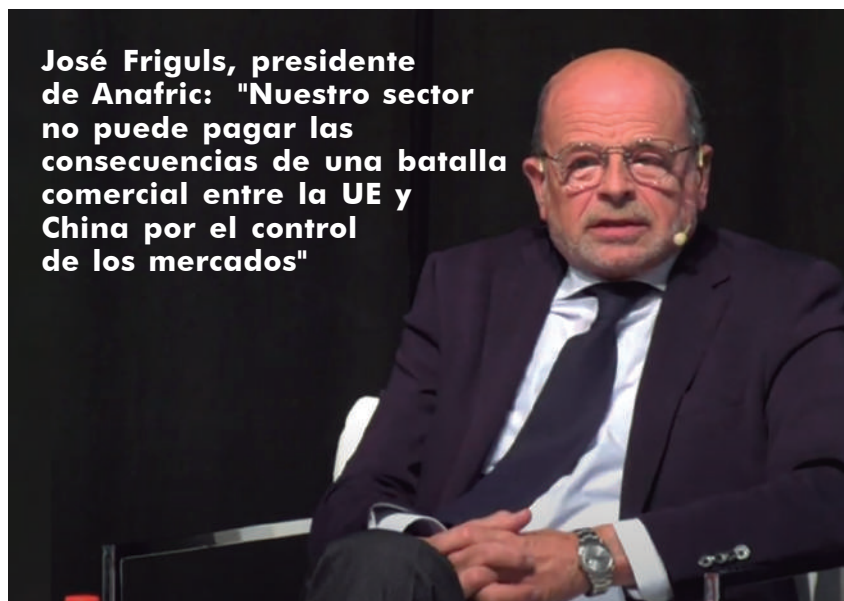 José Friguls, presidente
de Anafric:  "Nuestro sector
no puede pagar las
consecuencias de una batalla
comercial entre la UE y
China por el control
de los mercados"